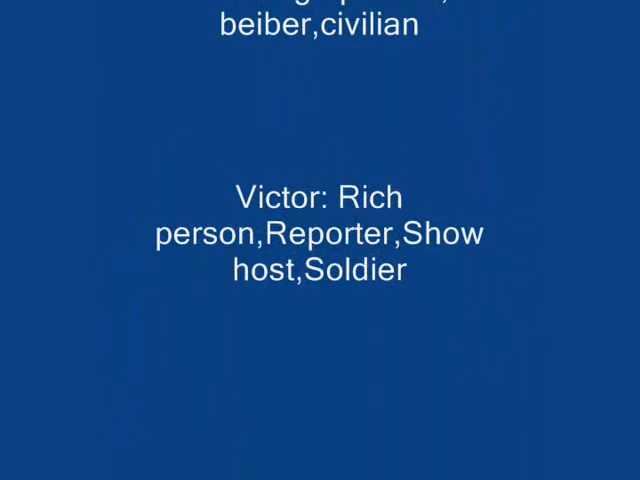 beiber,civilian
Victor: Rich
person,Reporter,Show
host,Soldier